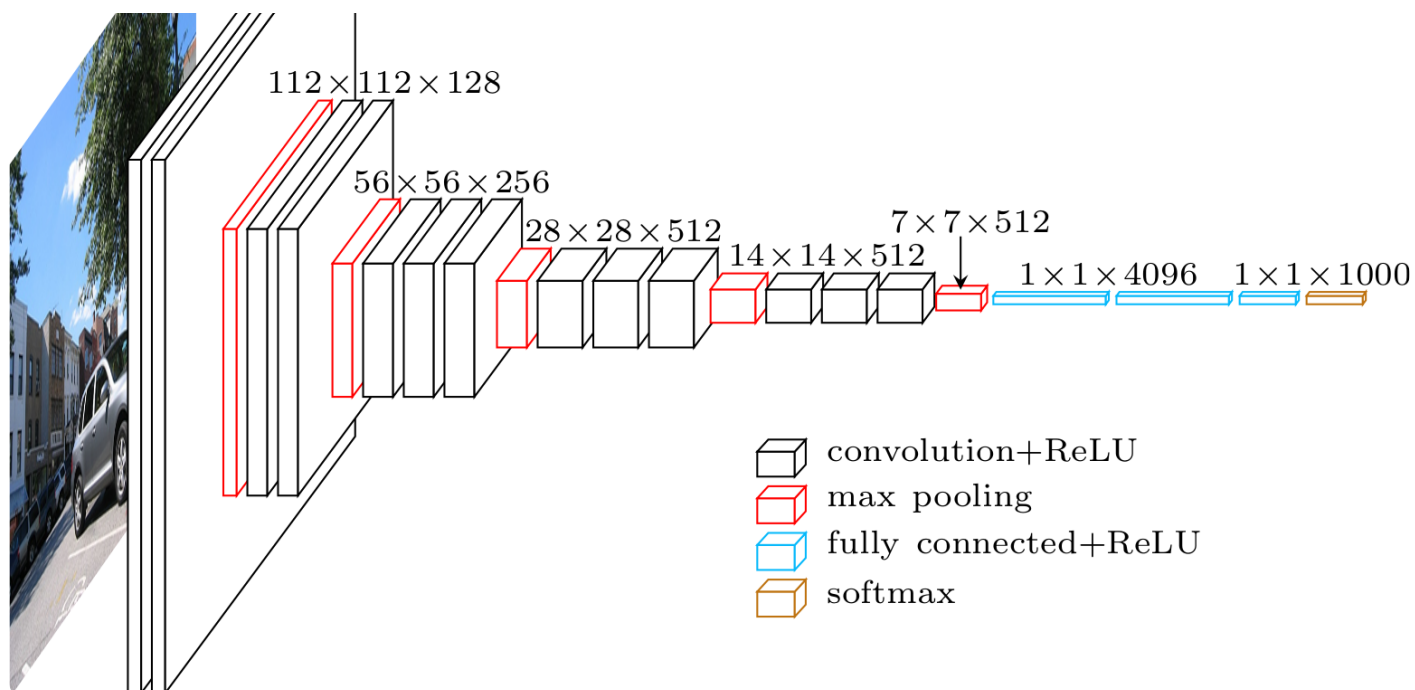 112×112×128
56×56×256
28×28×512
14×14×512
7×7×512
1×1×4096
1×1×1000
convolution+ReLU
max pooling
fully connected+ReLU
softmax